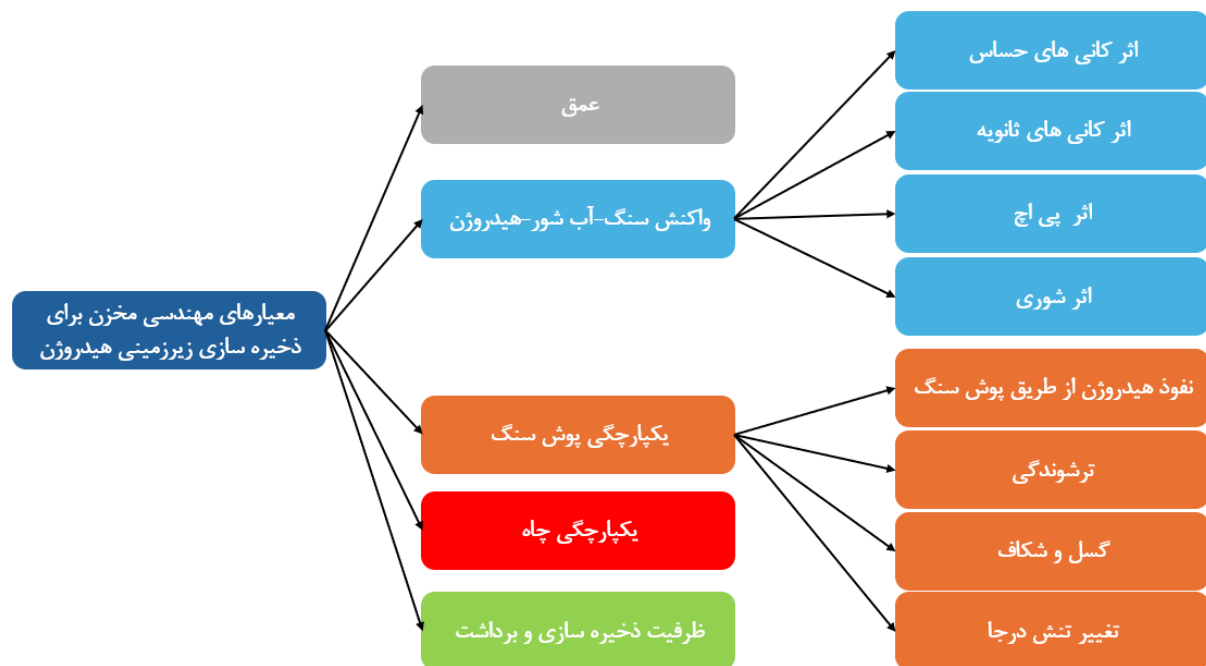 معیارهای مهندسی مخزن برای
ذخیره سازی زیرزمینی هیدروژن
عمق
واکنش سنگ-آب شور-هیدروژن
اثر کانی های حساس
اثر کانی های ثانویه
اثر پی اچ
اثر شوری
یکپارچگی پوش سنگ
نفوذ هیدروژن از طریق پوش سنگ
ترشوندگی
گسل و شکاف
تغییر تنش درجا
یکپارچگی چاه
ظرفیت ذخیره سازی و برداشت